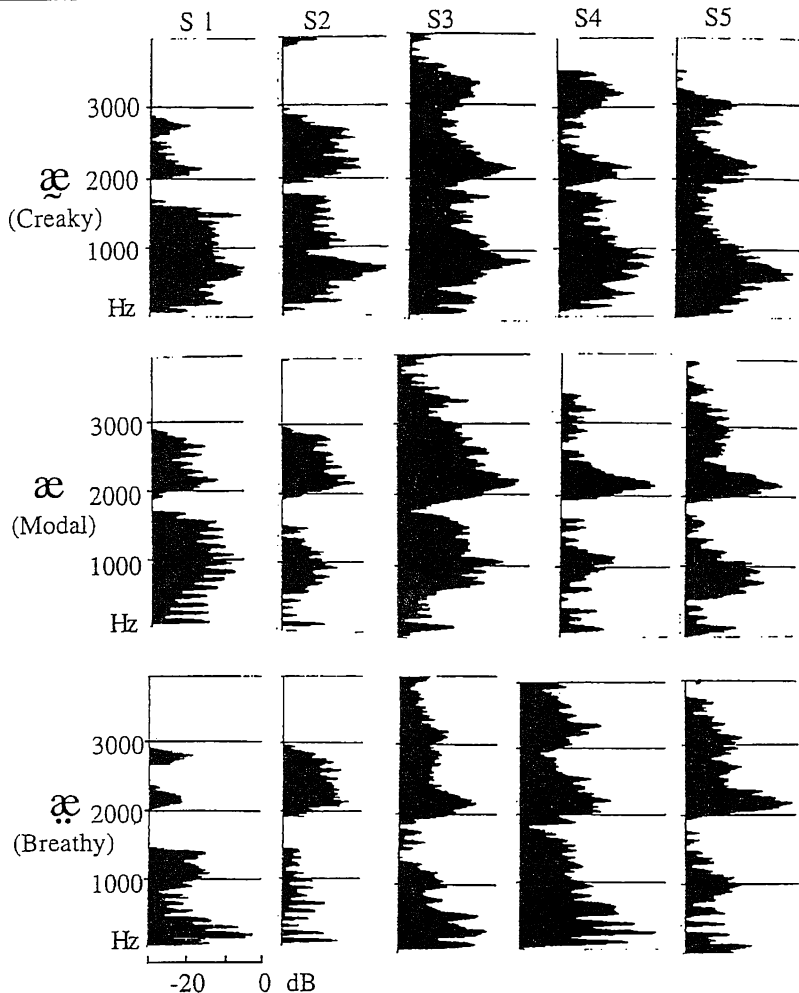 S 1 S2 S3 S4 S5
3000
æ̰ 2000
(Creaky)
1000
Hz
3000
æ 2000
(Modal)
1000
Hz
3000
æ̤ 2000
(Breathy)
1000
Hz
-20 0 dB